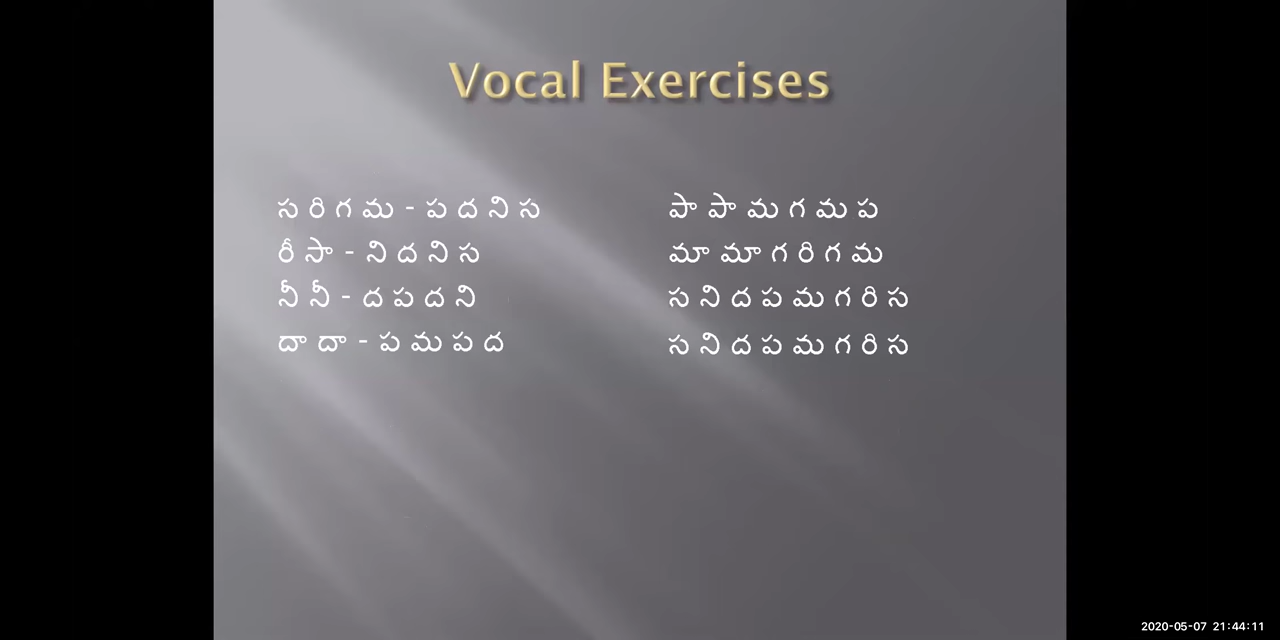 Vocal Exercises
స రి గ మ - ప ద ని స
రీ సా - ని ద ని స
నీ నీ - ద ప ద ని
దా దా - ప మ ప ద
పా పా మ గ మ ప
మా మా గ రి గ మ
స ని ద ప మ గ రి స
స ని ద ప మ గ రి స
2020-05-07 21:44:11